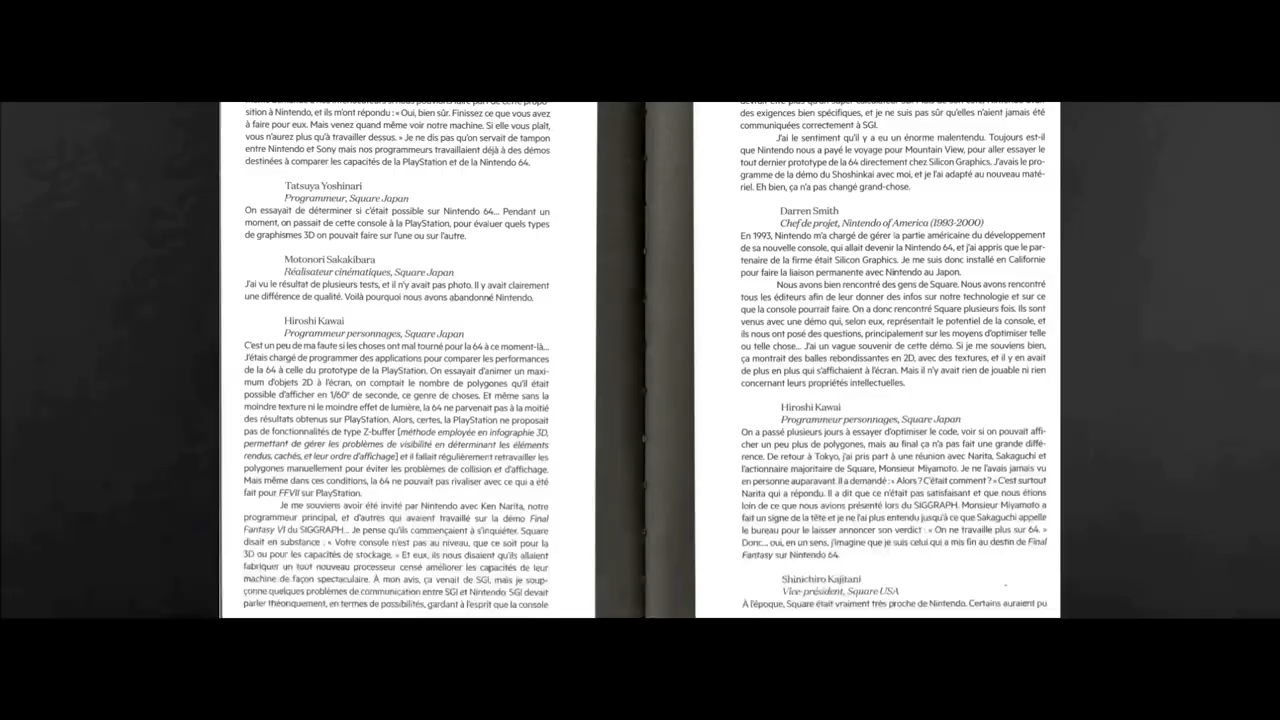 sition à Nintendo, et ils m'ont répondu : « Oui, bien sûr. Finissez ce que vous avez
à faire pour eux. Mais venez quand même voir notre machine. Si elle vous plaît,
vous n'aurez plus qu'à travailler dessus. » Je ne dis pas qu'on servait de tampon
entre Nintendo et Sony mais nos programmeurs travaillaient déjà à des démos
destinées à comparer les capacités de la PlayStation et de la Nintendo 64.
Tatsuya Yoshinari
Programmeur, Square Japan
On essayait de déterminer si c'était possible sur Nintendo 64... Pendant un
moment, on passait de cette console à la PlayStation, pour évaluer quels types
de graphismes 3D on pouvait faire sur l'une ou sur l'autre.
Motonori Sakakibara
Réalisateur cinématiques, Square Japan
J'ai vu le résultat de plusieurs tests, et il n'y avait pas photo. Il y avait clairement
une différence de qualité. Voilà pourquoi nous avons abandonné Nintendo.
Hiroshi Kawai
Programmeur personnages, Square Japan
C'est un peu de ma faute si les choses ont mal tourné pour la 64 à ce moment-là...
J'étais chargé de programmer des applications pour comparer les performances
de la 64 à celle du prototype de la PlayStation. On essayait d'animer un maxi-
mum d'objets 2D à l'écran, on comptait le nombre de polygones qu'il était
possible d'afficher en 1/60e de seconde, ce genre de choses. Et même sans la
moindre texture ni le moindre effet de lumière, la 64 ne parvenait pas à la moitié
des résultats obtenus sur PlayStation. Alors, certes, la PlayStation ne proposait
pas de fonctionnalités de type Z-buffer [méthode employée en infographie 3D,
permettant de gérer les problèmes de visibilité en déterminant les éléments
rendus, cachés, et leur ordre d'affichage] et il fallait régulièrement retravailler les
polygones manuellement pour éviter les problèmes de collision et d'affichage.
Mais même dans ces conditions, la 64 ne pouvait pas rivaliser avec ce qui a été
fait pour FFVII sur PlayStation.
Je me souviens avoir été invité par Nintendo avec Ken Narita, notre
programmeur principal, et d'autres qui avaient travaillé sur la démo Final
Fantasy VI du SIGGRAPH... Je pense qu'ils commençaient à s'inquiéter. Square
disait en substance : « Votre console n'est pas au niveau, que ce soit pour la
3D ou pour les capacités de stockage. » Et eux, ils nous disaient qu'ils allaient
fabriquer un tout nouveau processeur censé améliorer les capacités de leur
machine de façon spectaculaire. À mon avis, ça venait de SGI, mais je soup-
çonne quelques problèmes de communication entre SGI et Nintendo. SGI devait
parler théoriquement, en termes de possibilités, gardant à l'esprit que la console
des exigences bien spécifiques, et je ne suis pas sûr qu'elles n'aient jamais été
communiquées correctement à SGI.
J'ai le sentiment qu'il y a eu un énorme malentendu. Toujours est-il
que Nintendo nous a payé le voyage pour Mountain View, pour aller essayer le
tout dernier prototype de la 64 directement chez Silicon Graphics. J'avais le pro-
gramme de la démo du Shoshinkai avec moi, et je l'ai adapté au nouveau maté-
riel. Eh bien, ça n'a pas changé grand-chose.
Darren Smith
Chef de projet, Nintendo of America (1993-2000)
En 1993, Nintendo m'a chargé de gérer la partie américaine du développement
de sa nouvelle console, qui allait devenir la Nintendo 64, et j'ai appris que le par-
tenaire de la firme était Silicon Graphics. Je me suis donc installé en Californie
pour faire la liaison permanente avec Nintendo au Japon.
Nous avons bien rencontré des gens de Square. Nous avons rencontré
tous les éditeurs afin de leur donner des infos sur notre technologie et sur ce
que la console pourrait faire. On a donc rencontré Square plusieurs fois. Ils sont
venus avec une démo qui, selon eux, représentait le potentiel de la console, et
ils nous ont posé des questions, principalement sur les moyens d'optimiser telle
ou telle chose... J'ai un vague souvenir de cette démo. Si je me souviens bien,
ça montrait des balles rebondissantes en 2D, avec des textures, et il y en avait
de plus en plus qui s'affichaient à l'écran. Mais il n'y avait rien de jouable ni rien
concernant leurs propriétés intellectuelles.
Hiroshi Kawai
Programmeur personnages, Square Japan
On a passé plusieurs jours à essayer d'optimiser le code, voir si on pouvait affi-
cher un peu plus de polygones, mais au final ça n'a pas fait une grande diffé-
rence. De retour à Tokyo, j'ai pris part à une réunion avec Narita, Sakaguchi et
l'actionnaire majoritaire de Square, Monsieur Miyamoto. Je ne l'avais jamais vu
en personne auparavant. Il a demandé : « Alors ? C'était comment ? » C'est surtout
Narita qui a répondu. Il a dit que ce n'était pas satisfaisant et que nous étions
loin de ce que nous avions présenté lors du SIGGRAPH. Monsieur Miyamoto a
fait un signe de la tête et je ne l'ai plus entendu jusqu'à ce que Sakaguchi appelle
le bureau pour le laisser annoncer son verdict : « On ne travaille plus sur 64. »
Donc... oui, en un sens, j'imagine que je suis celui qui a mis fin au destin de Final
Fantasy sur Nintendo 64.
Shinichiro Kajitani
Vice-président, Square USA
À l'époque, Square était vraiment très proche de Nintendo. Certains auraient pu